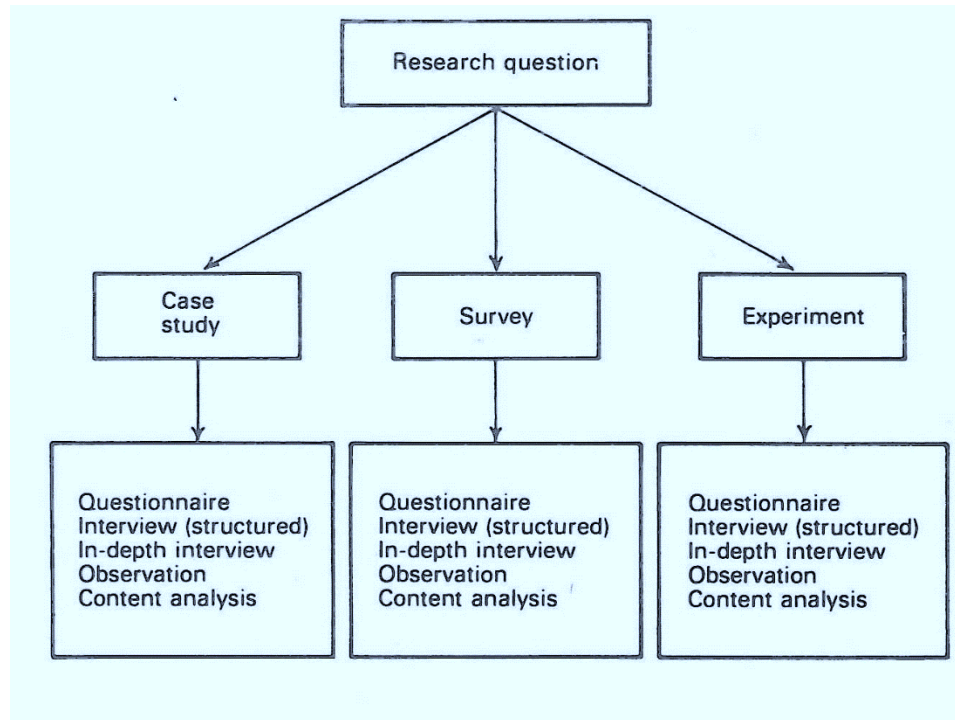 Research question
Case
study
Survey
Experiment
Questionnaire
Interview (structured)
In-depth interview
Observation
Content analysis
Questionnaire
Interview (structured)
In-depth interview
Observation
Content analysis
Questionnaire
Interview (structured)
In-depth interview
Observation
Content analysis